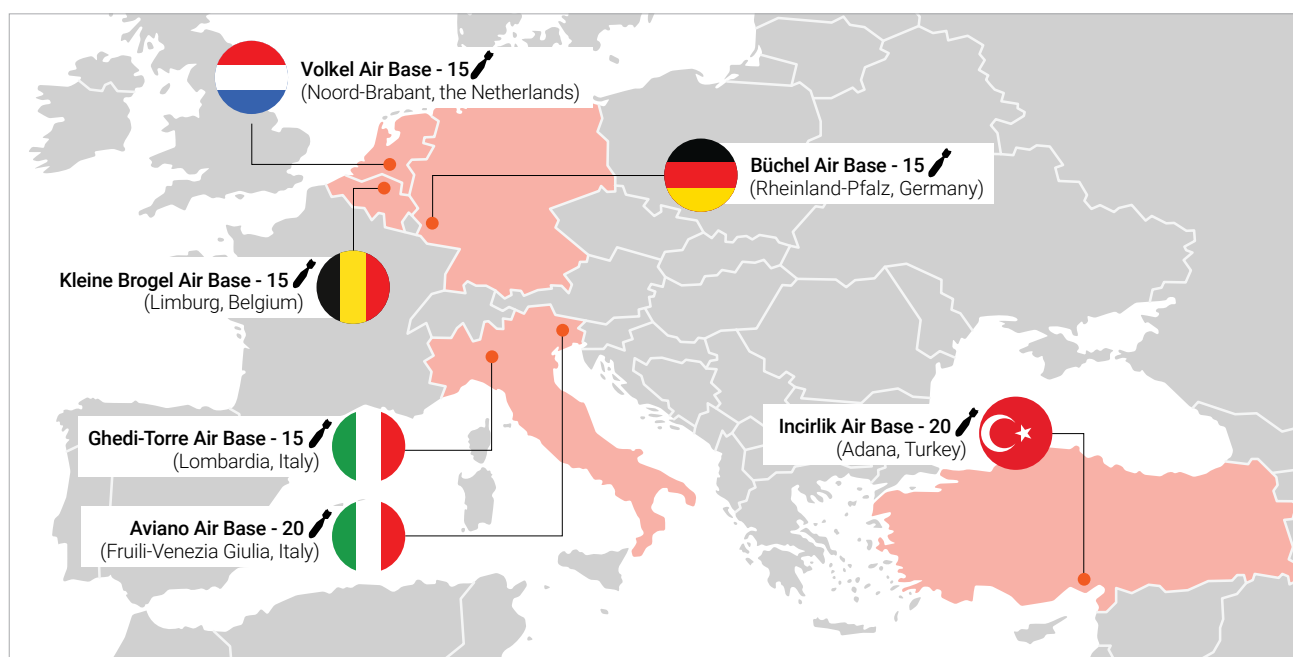 Volkel Air Base - 15
(Noord-Brabant, the Netherlands)
Büchel Air Base - 15
(Rheinland-Pfalz, Germany)
Kleine Brogel Air Base - 15
(Limburg, Belgium)
Ghedi-Torre Air Base - 15
(Lombardia, Italy)
Incirlik Air Base - 20
(Adana, Turkey)
Aviano Air Base - 20
(Fruili-Venezia Giulia, Italy)